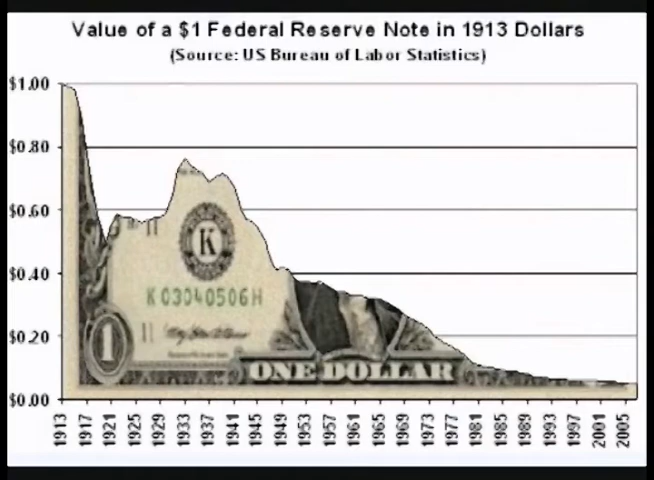 Value of a $1 Federal Reserve Note in 1913 Dollars
(Source: US Bureau of Labor Statistics)
$1.00
$0.80
$0.60
$0.40
$0.20
$0.00
K
K 03040506 H
1
ONE DOLLAR
1913 1917 1921 1925 1929 1933 1937 1941 1945 1949 1953 1957 1961 1965 1969 1973 1977 1981 1985 1989 1993 1997 2001 2005